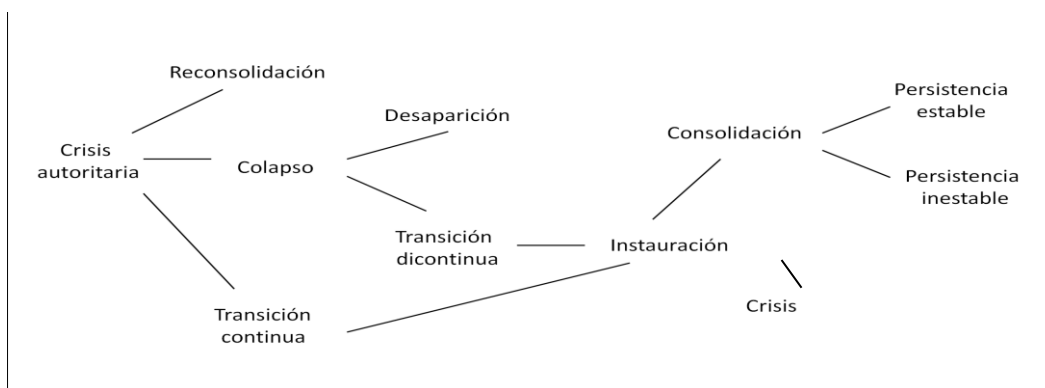 Reconsolidación
Persistencia
estable
Desaparición
Consolidación
Crisis
autoritaria
Colapso
Persistencia
inestable
Transición
dicontinua
Instauración
Crisis
Transición
continua